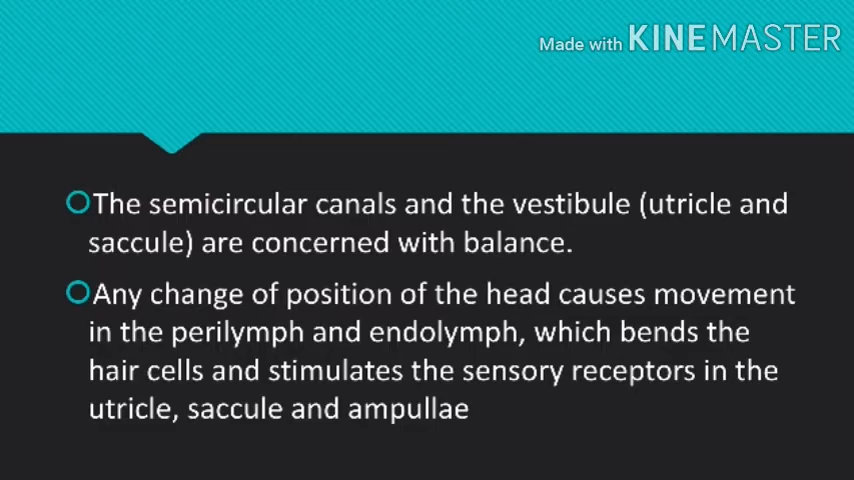 Made with KINEMASTER
The semicircular canals and the vestibule (utricle and
saccule) are concerned with balance.
Any change of position of the head causes movement
in the perilymph and endolymph, which bends the
hair cells and stimulates the sensory receptors in the
utricle, saccule and ampullae